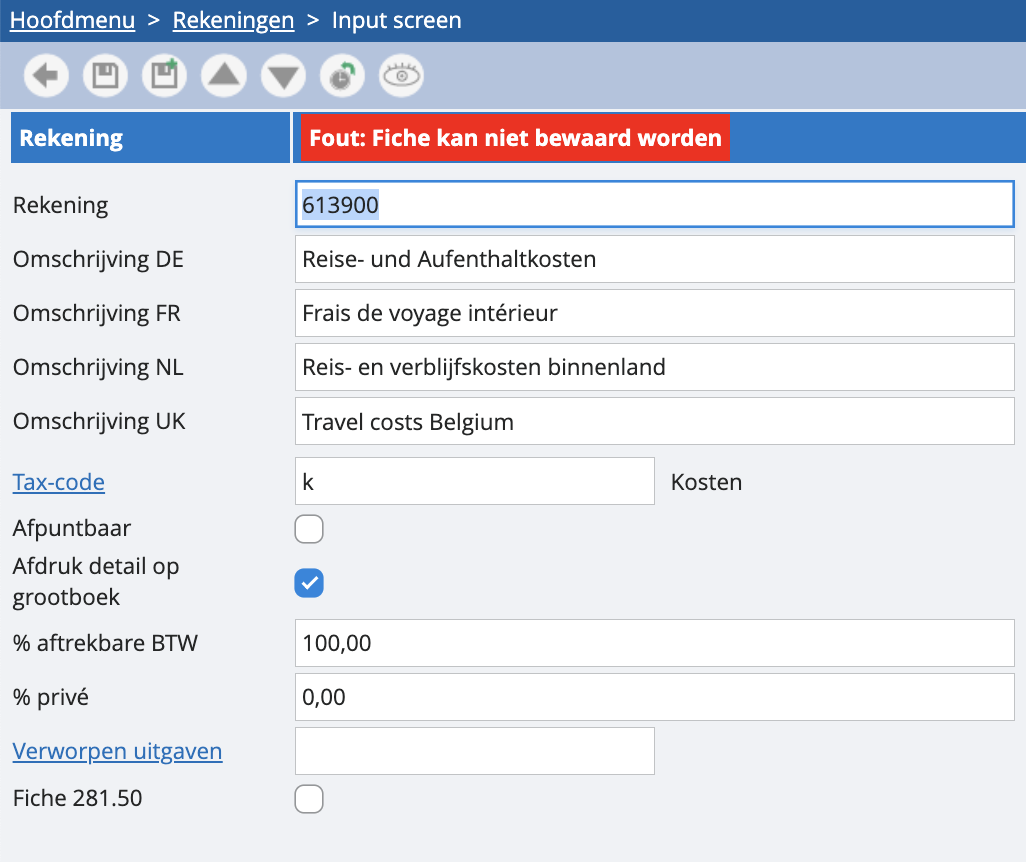 Hoofdmenu > Rekeningen > Input screen
Rekening
Fout: Fiche kan niet bewaard worden
Rekening 613900
Omschrijving DE Reise- und Aufenthaltkosten
Omschrijving FR Frais de voyage intérieur
Omschrijving NL Reis- en verblijfskosten binnenland
Omschrijving UK Travel costs Belgium
Tax-code k Kosten
Afpuntbaar
Afdruk detail op
grootboek
% aftrekbare BTW 100,00
% privé 0,00
Verworpen uitgaven
Fiche 281.50